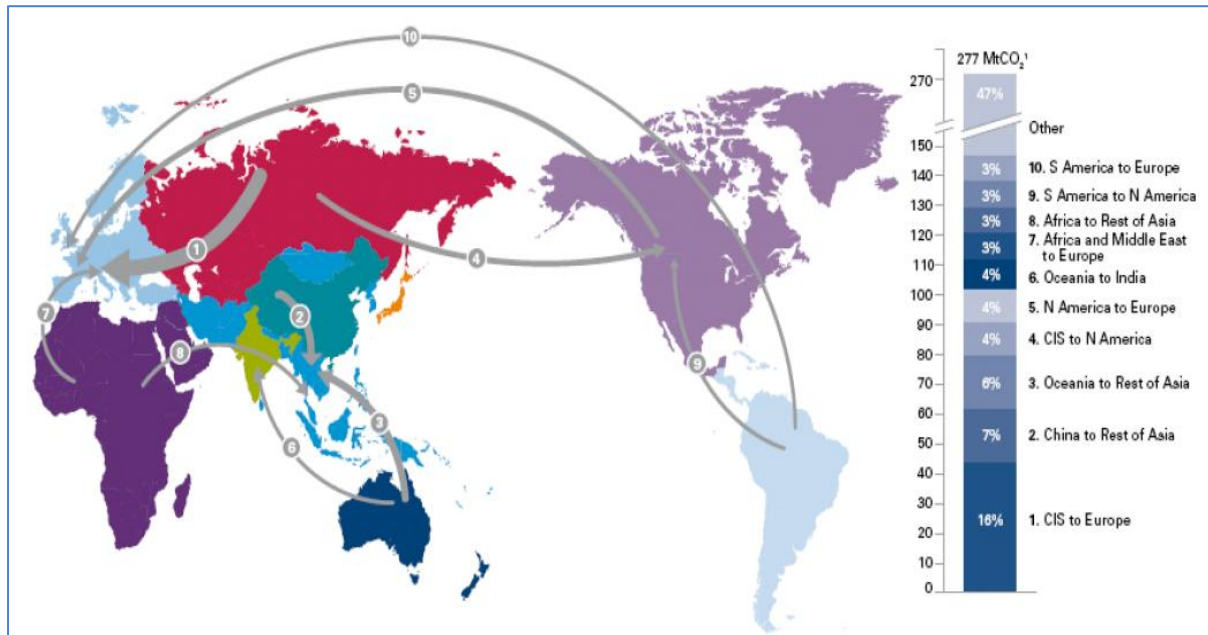 10
5
1
4
2
7
8
9
3
6
277 MtCO₂¹
270
150
140
130
120
110
100
90
80
70
60
50
40
30
20
10
0
47% Other
3% 10. S America to Europe
3% 9. S America to N America
3% 8. Africa to Rest of Asia
3% 7. Africa and Middle East
to Europe
4% 6. Oceania to India
4% 5. N America to Europe
4% 4. CIS to N America
6% 3. Oceania to Rest of Asia
7% 2. China to Rest of Asia
16% 1. CIS to Europe